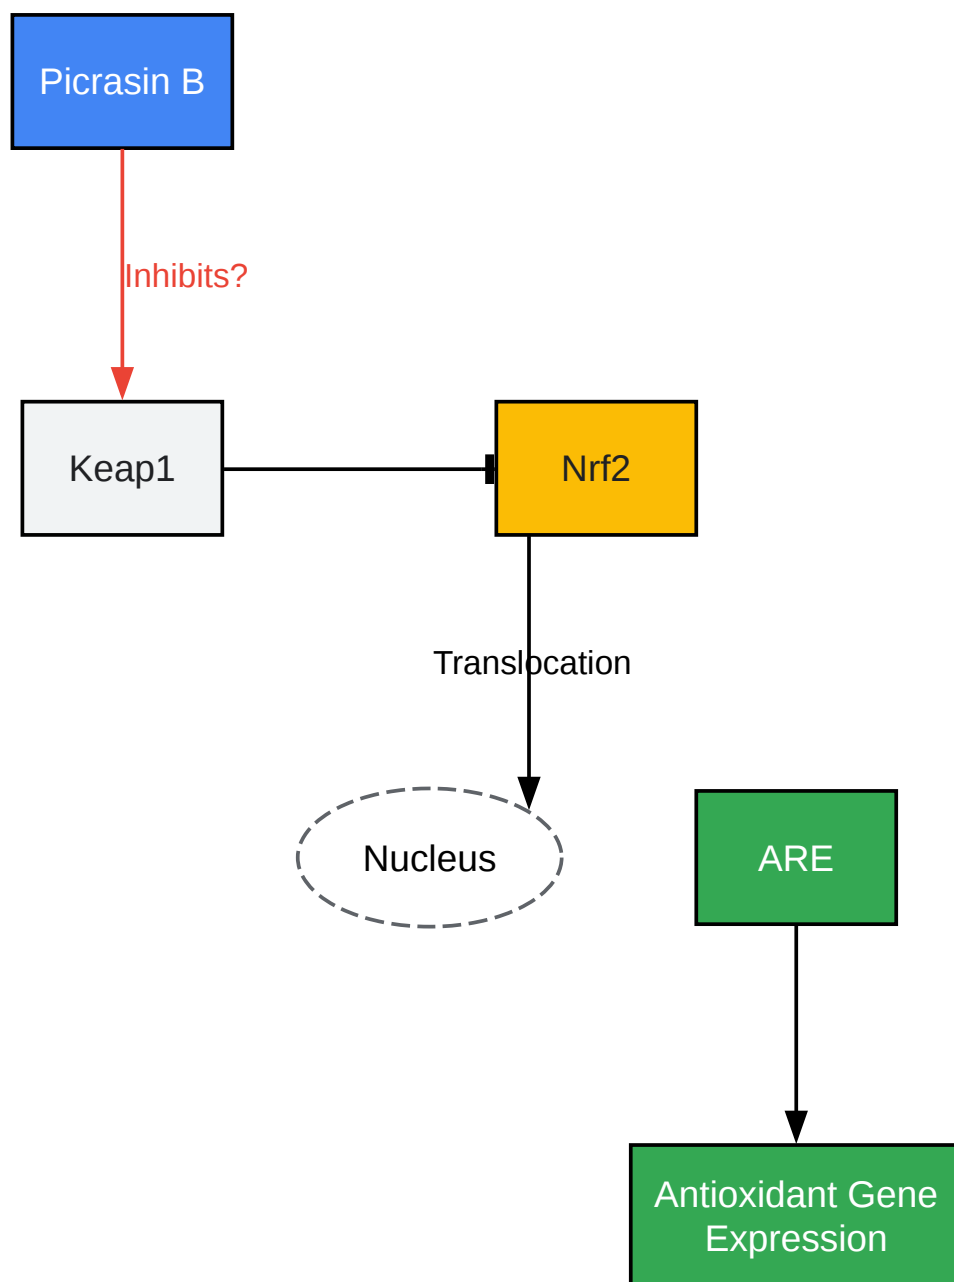 Picrasin B
Inhibits?
Keap1
Nrf2
Translocation
Nucleus
ARE
Antioxidant Gene
Expression